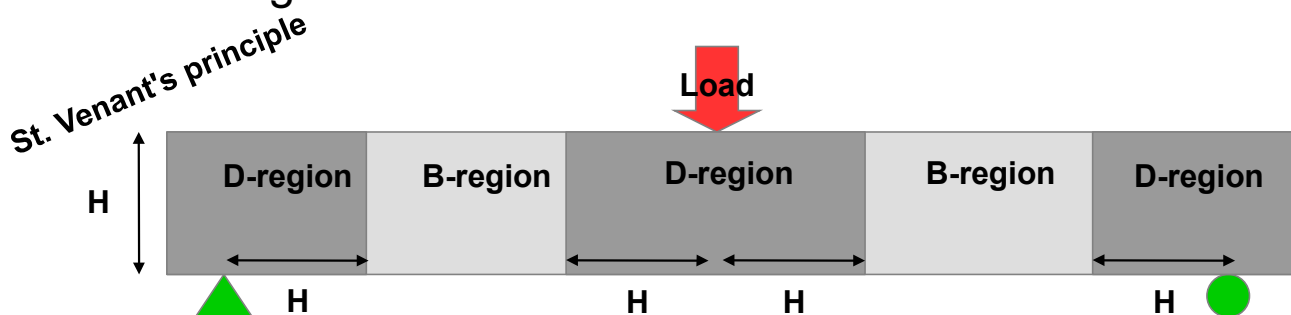 St. Venant's principle
Load
D-region
B-region
D-region
B-region
D-region
H
H
H
H
H